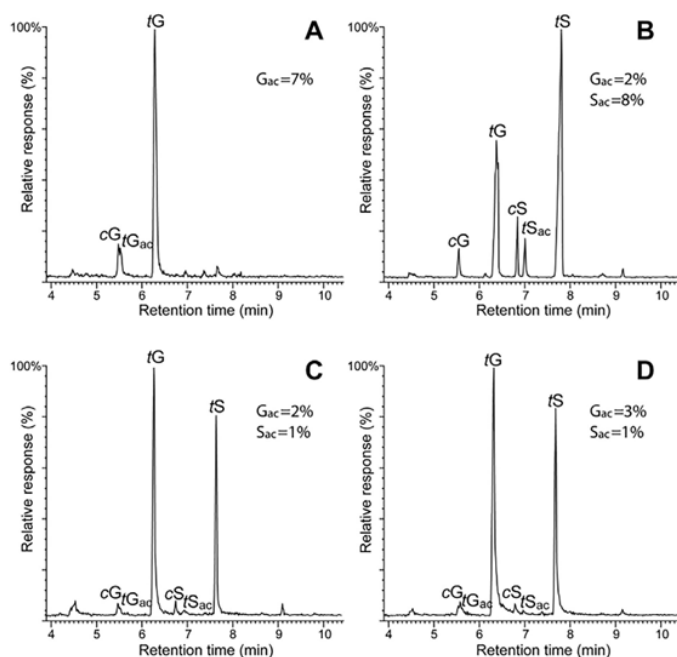 100%
tG
A
Gac=7%
cG
tGac
Relative response (%)
4 5 6 7 8 9 10
Retention time (min)
100%
tS
B
Gac=2%
Sac=8%
tG
cS
tSac
cG
Relative response (%)
4 5 6 7 8 9 10
Retention time (min)
100%
tG
C
Gac=2%
Sac=1%
tS
cG
tGac
cS
tSac
Relative response (%)
4 5 6 7 8 9 10
Retention time (min)
100%
tG
D
Gac=3%
Sac=1%
tS
cG
tGac
cS
tSac
Relative response (%)
4 5 6 7 8 9 10
Retention time (min)